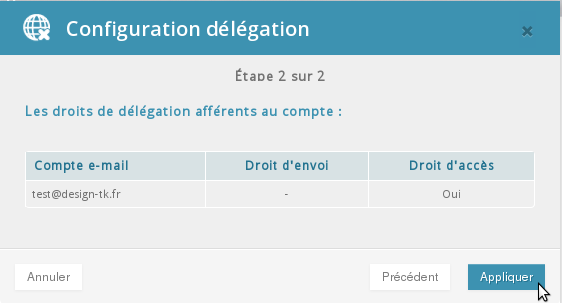 Configuration délégation
Étape 2 sur 2
Les droits de délégation afférents au compte :
Compte e-mail Droit d'envoi Droit d'accès
test@design-tk.fr - Oui
Annuler Précédent Appliquer